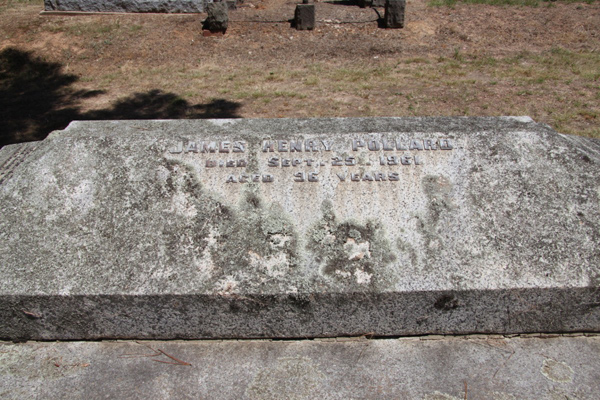 JAMES HENRY POLLARD.
DIED SEPT. 25. 1961
AGED 96 YEARS